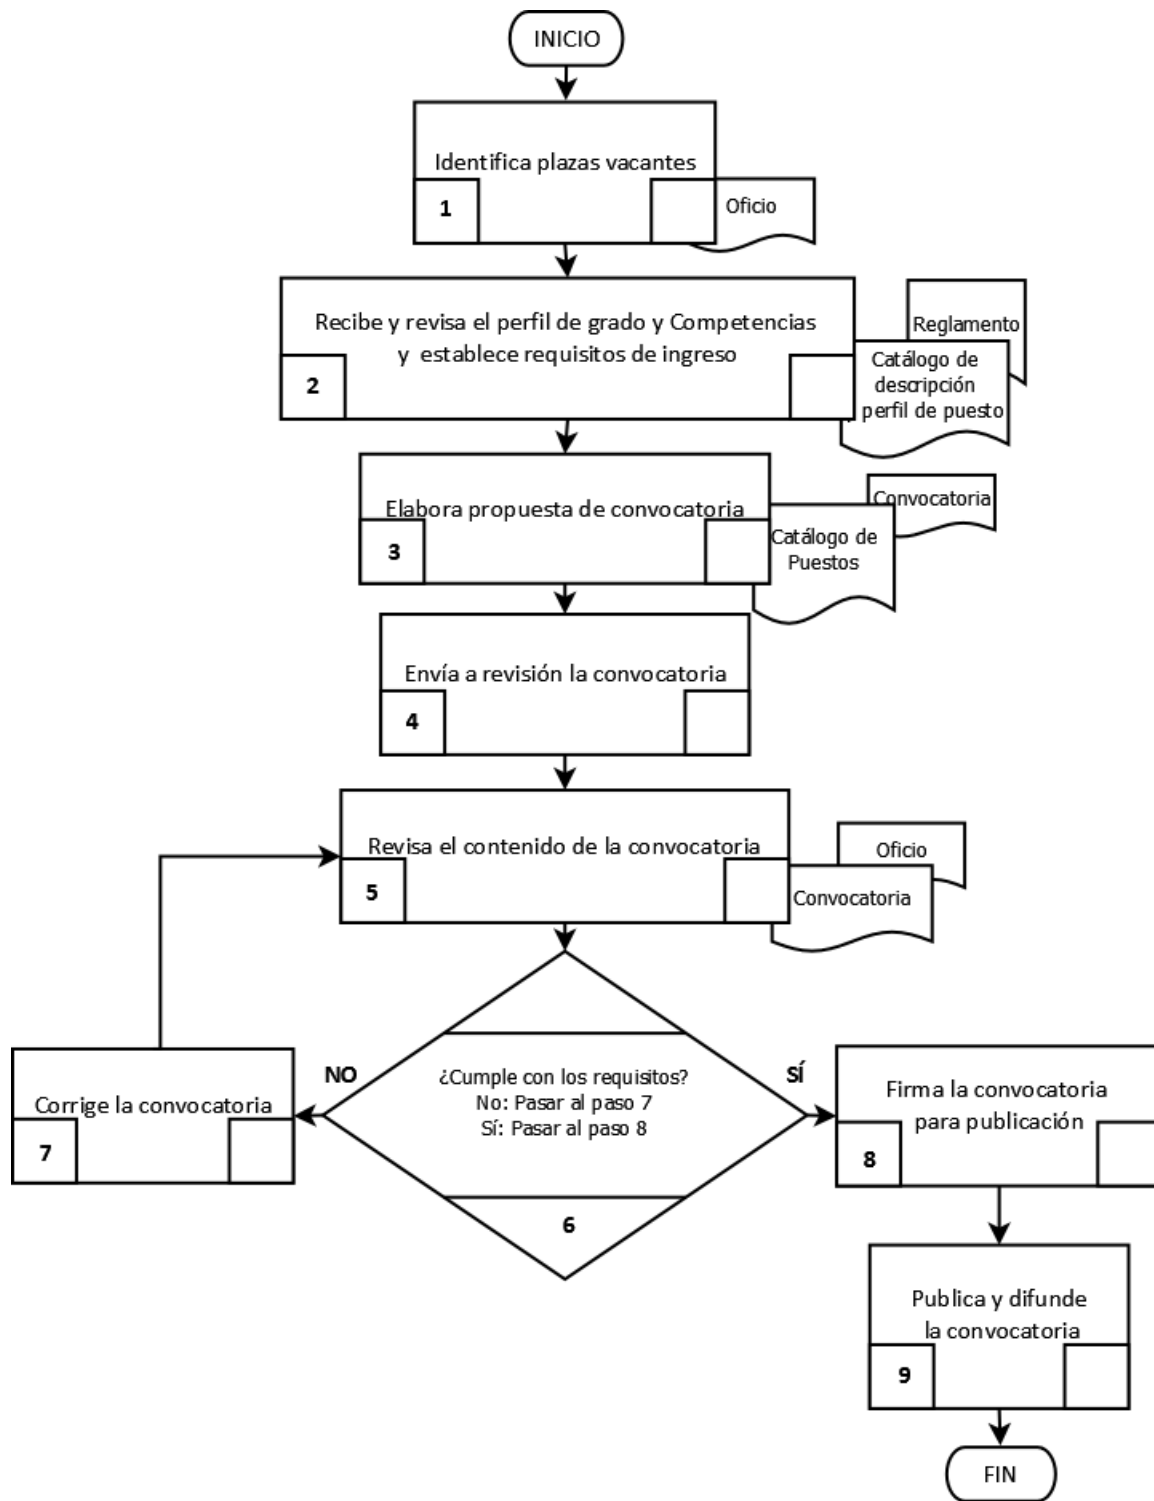 INICIO
Identifica plazas vacantes
1
Oficio
Recibe y revisa el perfil de grado y Competencias
y establece requisitos de ingreso
2
Reglamento
Catálogo de
descripción
perfil de puesto
Elabora propuesta de convocatoria
3
Convocatoria
Catálogo de
Puestos
Envía a revisión la convocatoria
4
Revisa el contenido de la convocatoria
5
Oficio
Convocatoria
NO
¿Cumple con los requisitos?
No: Pasar al paso 7
Sí: Pasar al paso 8
6
SÍ
Corrige la convocatoria
7
Firma la convocatoria
para publicación
8
Publica y difunde
la convocatoria
9
FIN